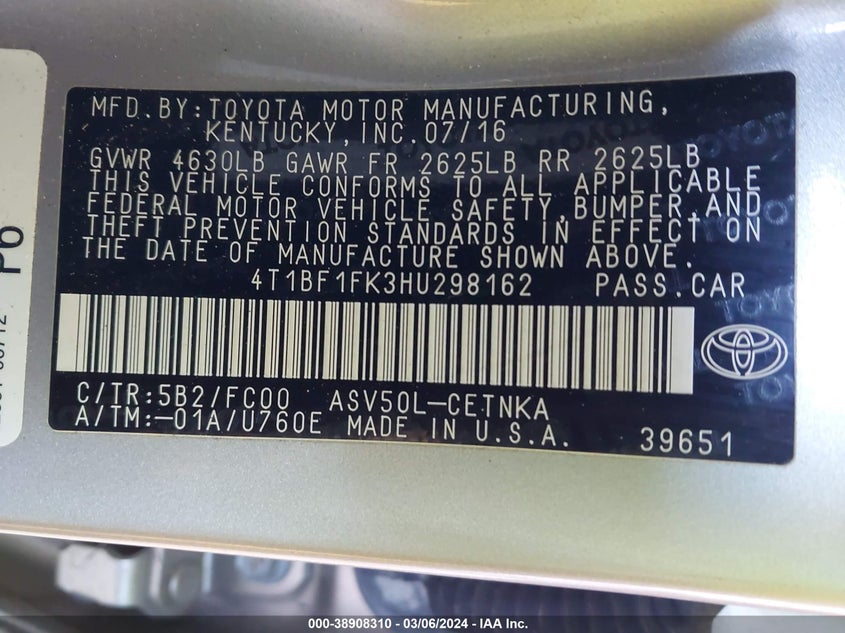 MFD.BY:TOYOTA MOTOR MANUFACTURING,
KENTUCKY,INC.07/16
GVWR 4630LB GAWR FR 2625LB RR 2625LB
THIS VEHICLE CONFORMS TO ALL APPLICABLE
FEDERAL MOTOR VEHICLE SAFETY,BUMPER,AND
THEFT PREVENTION STANDARDS IN EFFECT ON
THE DATE OF MANUFACTURE SHOWN ABOVE.
4T1BF1FK3HU298162 PASS.CAR
C/TR:5B2/FC00 ASV50L-CETNKA
A/TM:-01A/U760E MADE IN U.S.A. 39651
000-38908310 - 03/06/2024 - IAA Inc.